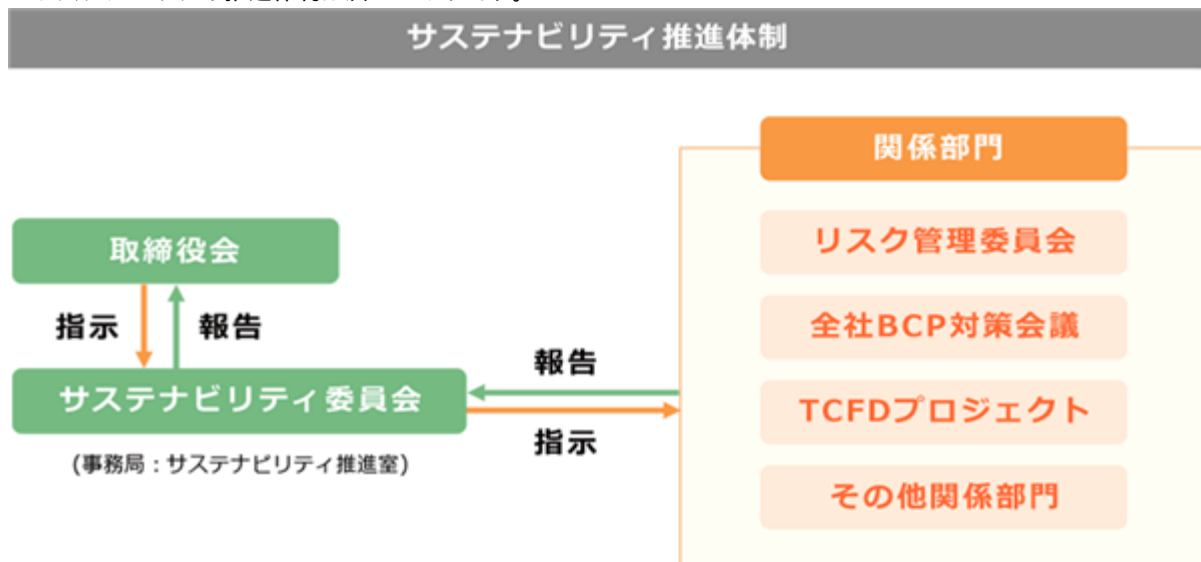 サステナビリティ推進体制
関係部門
リスク管理委員会
取締役会
全社BCP対策会議
指示
報告
報告
サステナビリティ委員会
TCFDプロジェクト
指示
(事務局：サステナビリティ推進室)
その他関係部門